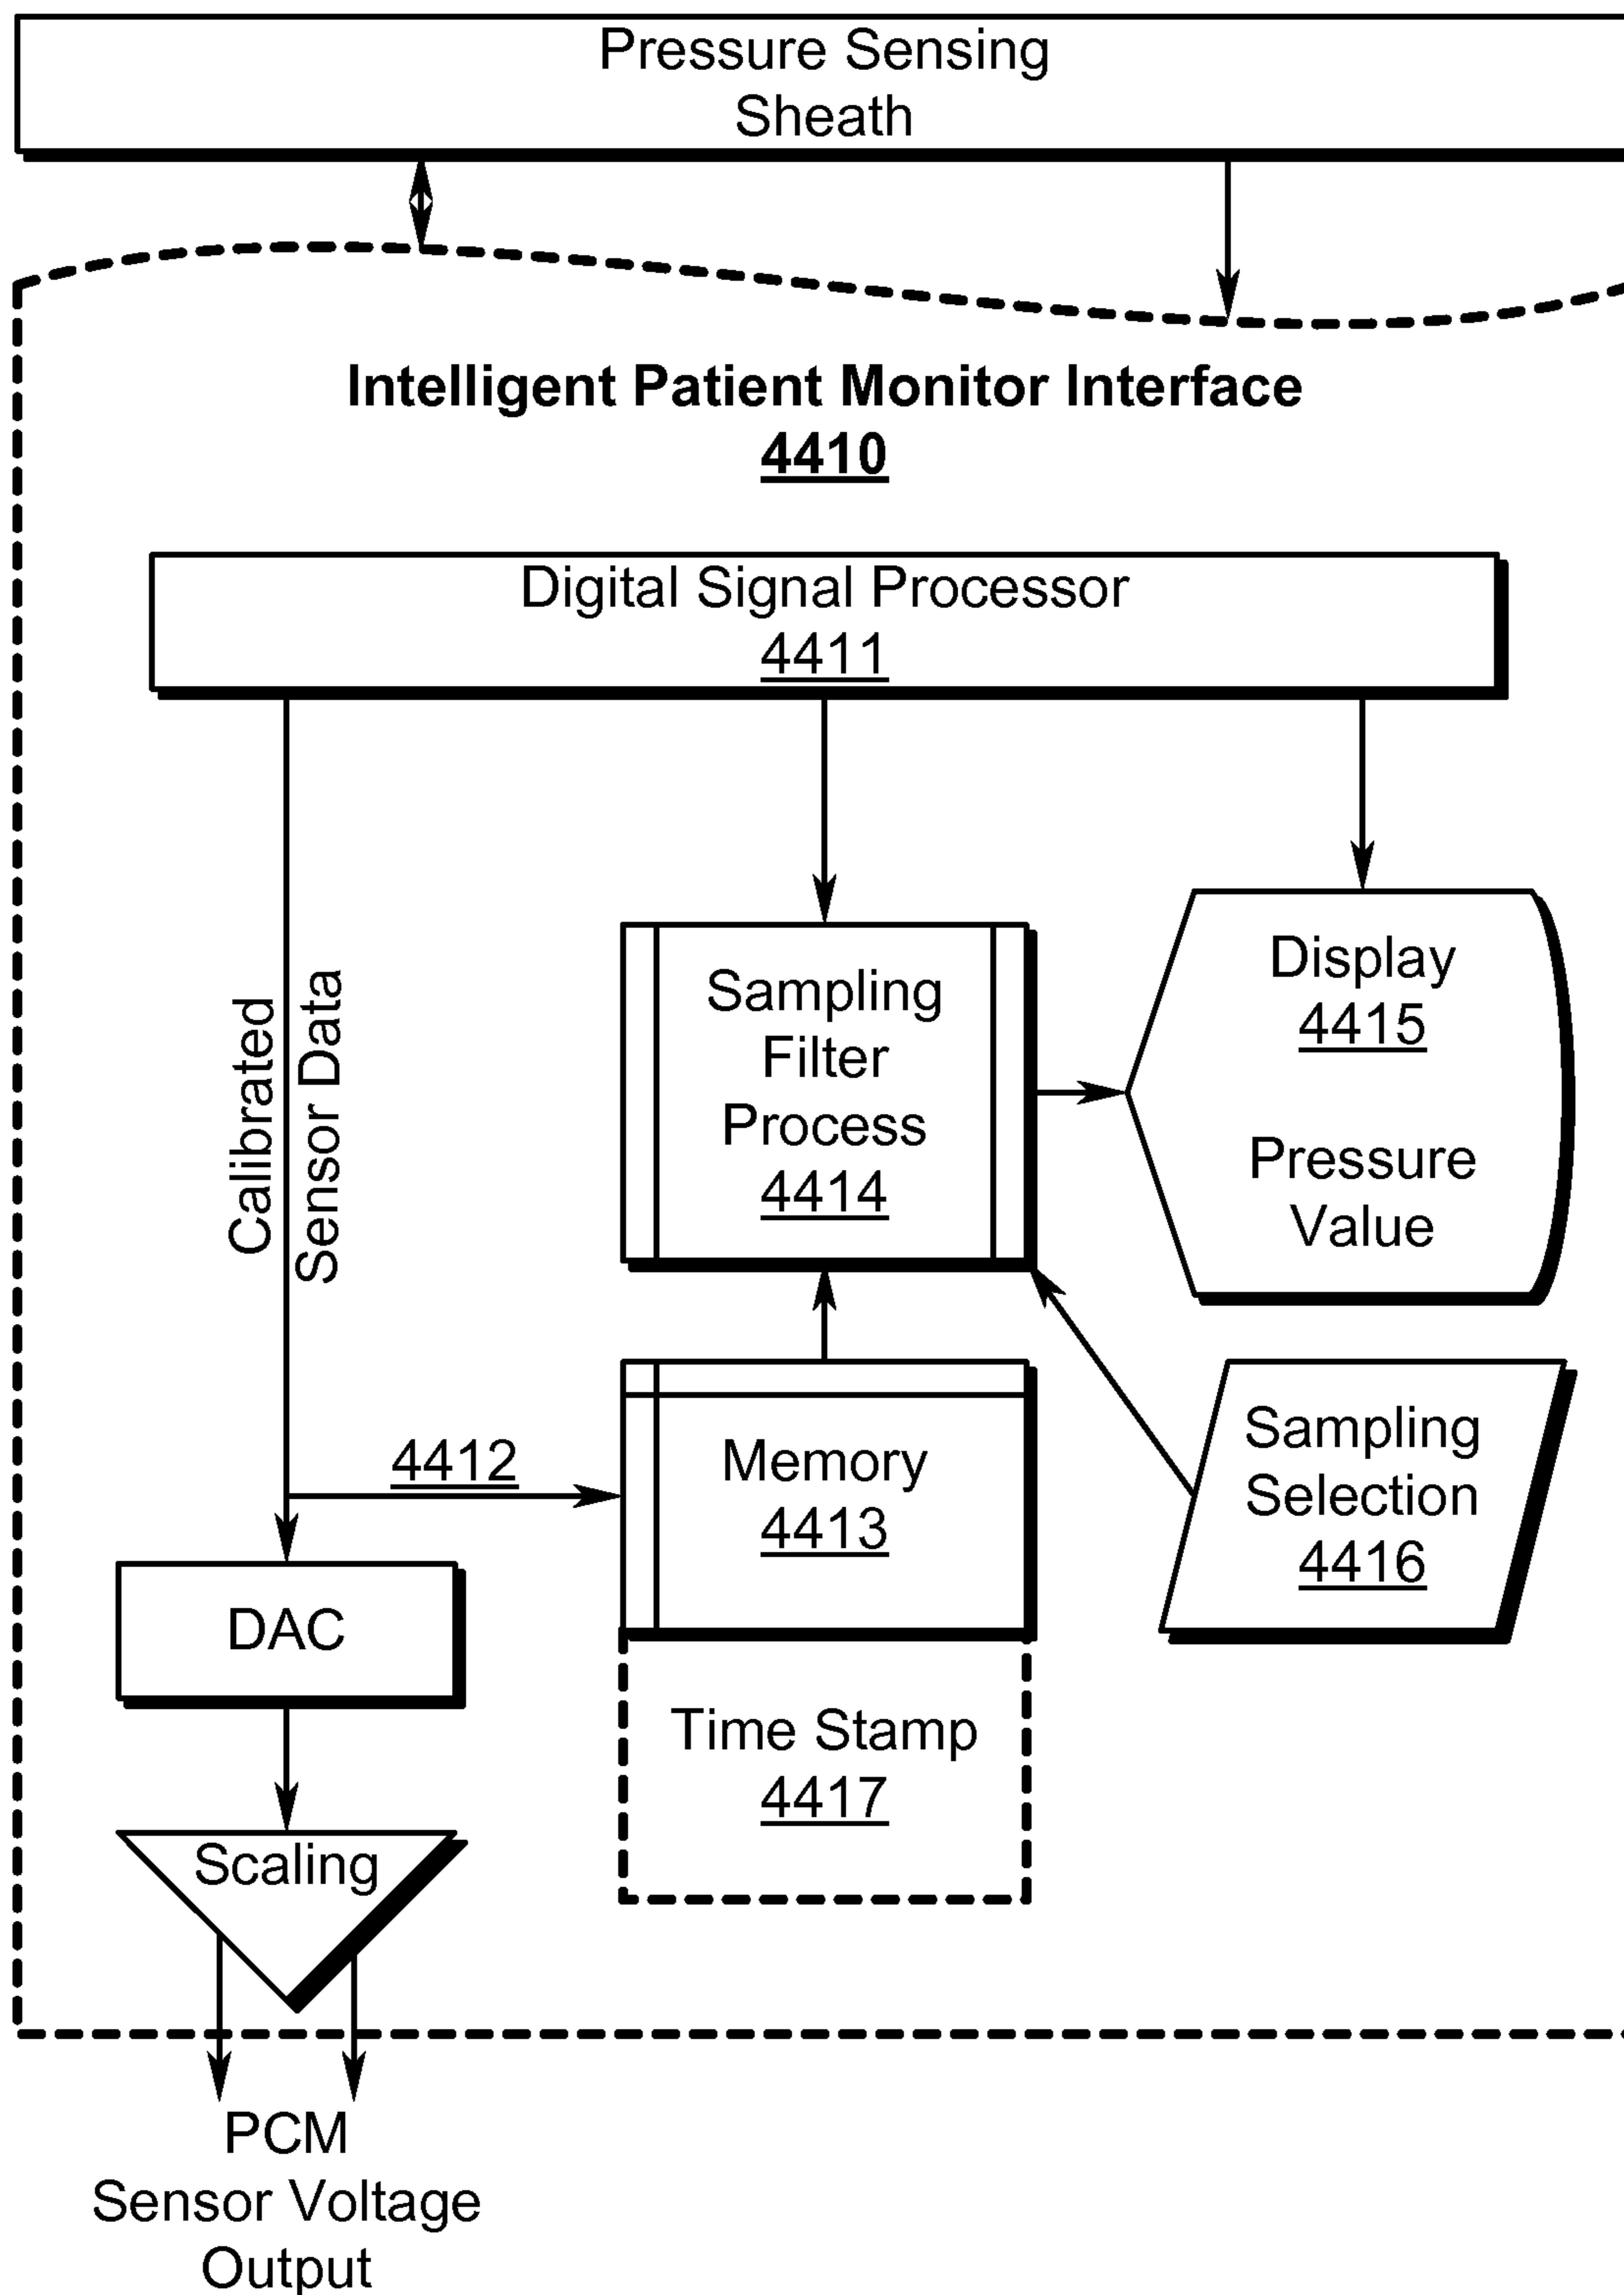 Pressure Sensing
Sheath
Intelligent Patient Monitor Interface
4410
Digital Signal Processor
4411
Calibrated
Sensor Data
Sampling
Filter
Process
4414
Display
4415
Pressure
Value
4412
Memory
4413
Sampling
Selection
4416
DAC
Time Stamp
4417
Scaling
PCM
Sensor Voltage
Output